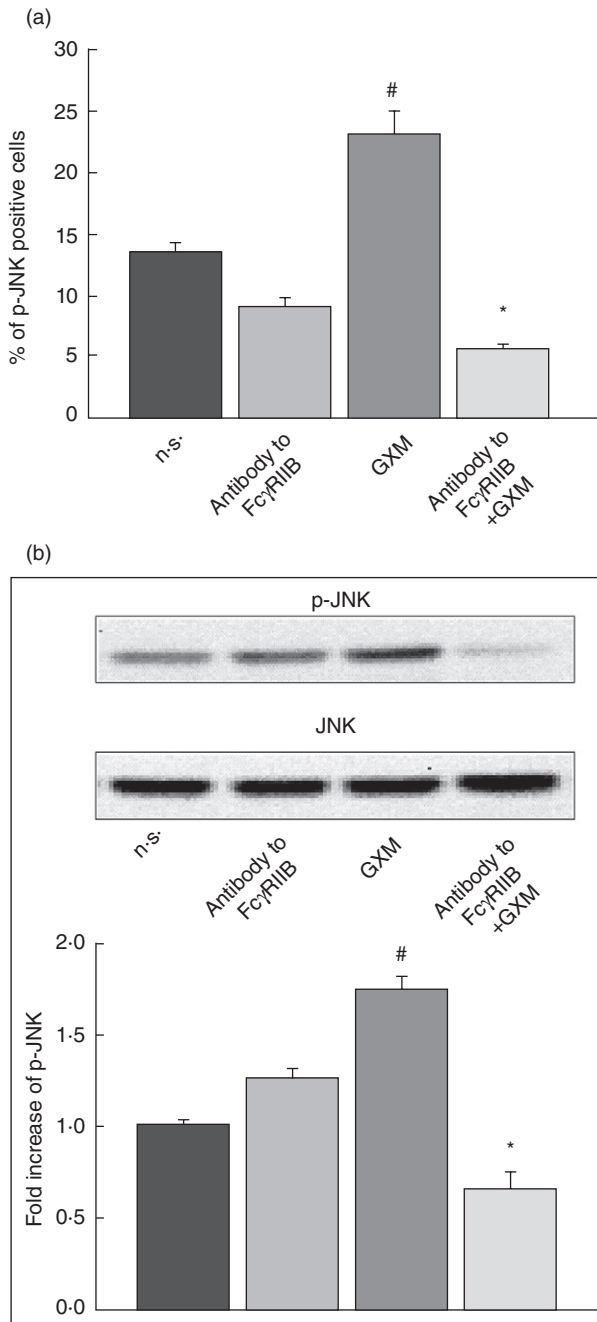 (a)
30
25
20
15
10
5
0
% of p-JNK positive cells
#
*
n·s·
Antibody to
FcγRIIB
GXM
Antibody to
FcγRIIB
+GXM
(b)
p-JNK
JNK
n·s·
Antibody to
FcγRIIB
GXM
Antibody to
FcγRIIB
+GXM
2·0
1·5
1·0
0·5
0·0
Fold increase of p-JNK
#
*